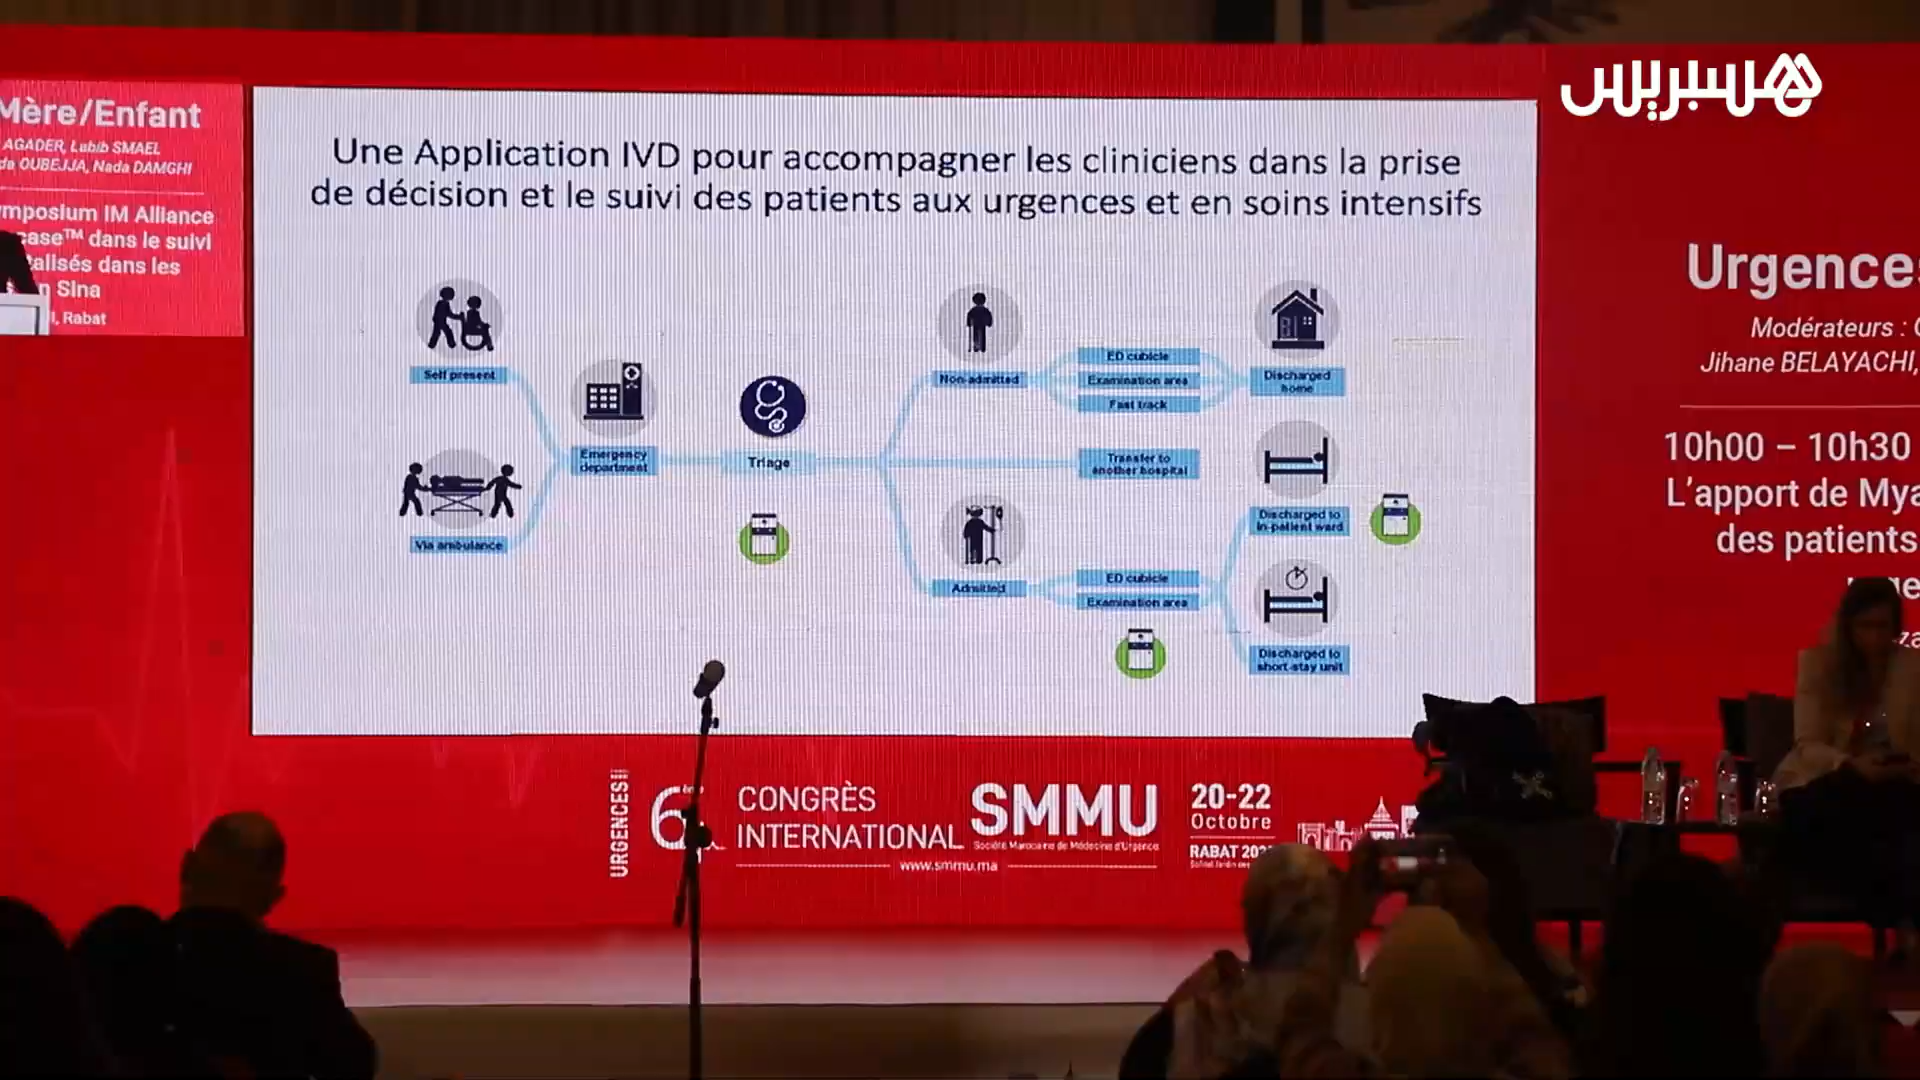 هسبريس
Mère/Enfant
AGADER, Labib SMAEL
OUBEJJA, Nada DAMGHI
mposium IM Alliance
case™ dans le suivi
alisés dans les
n Sina
, Rabat
Une Application IVD pour accompagner les cliniciens dans la prise
de décision et le suivi des patients aux urgences et en soins intensifs
Self present
Via ambulance
Emergency
department
Triage
Non-admitted
ED cubicle
Examination area
Fast track
Discharged
home
Transfer to
another hospital
Admitted
ED cubicle
Examination area
Discharged to
in-patient ward
Discharged to
short-stay unit
Urgences
Modérateurs :
Jihane BELAYACHI,
10h00 – 10h30
L'apport de Mya
des patients
URGENCES
6
CONGRÈS
INTERNATIONAL
SMMU
Société Marocaine de Médecine d'Urgence
www.smmu.ma
20-22
Octobre
RABAT 202